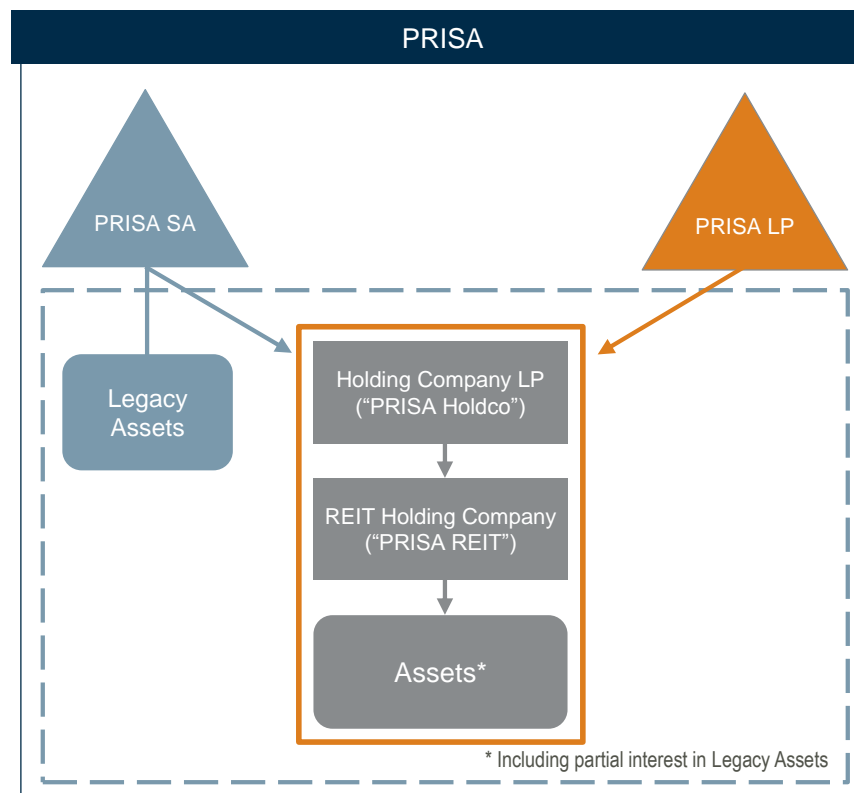 PRISA
PRISA SA
PRISA LP
Legacy
Assets
Holding Company LP
(“PRISA Holdco”)
REIT Holding Company
(“PRISA REIT”)
Assets*
* Including partial interest in Legacy Assets